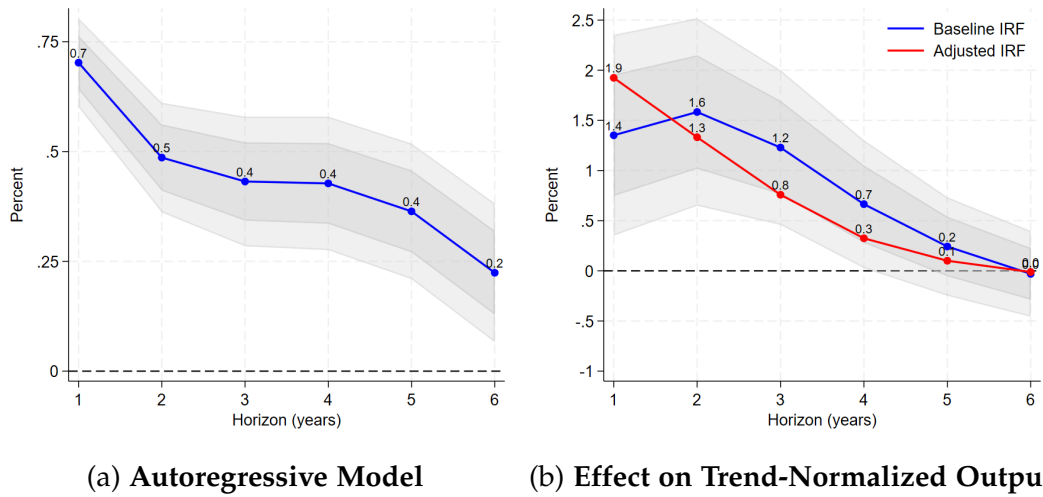 .75
.5
.25
0
Percent
0.7
0.5
0.4
0.4
0.4
0.2
1 2 3 4 5 6
Horizon (years)
2.5
2
1.5
1
.5
0
-.5
-1
Percent
Baseline IRF
Adjusted IRF
1.9
1.4
1.6
1.3
1.2
0.8
0.7
0.3
0.2
0.1
0.0
1 2 3 4 5 6
Horizon (years)
(a) Autoregressive Model
(b) Effect on Trend-Normalized Outpu